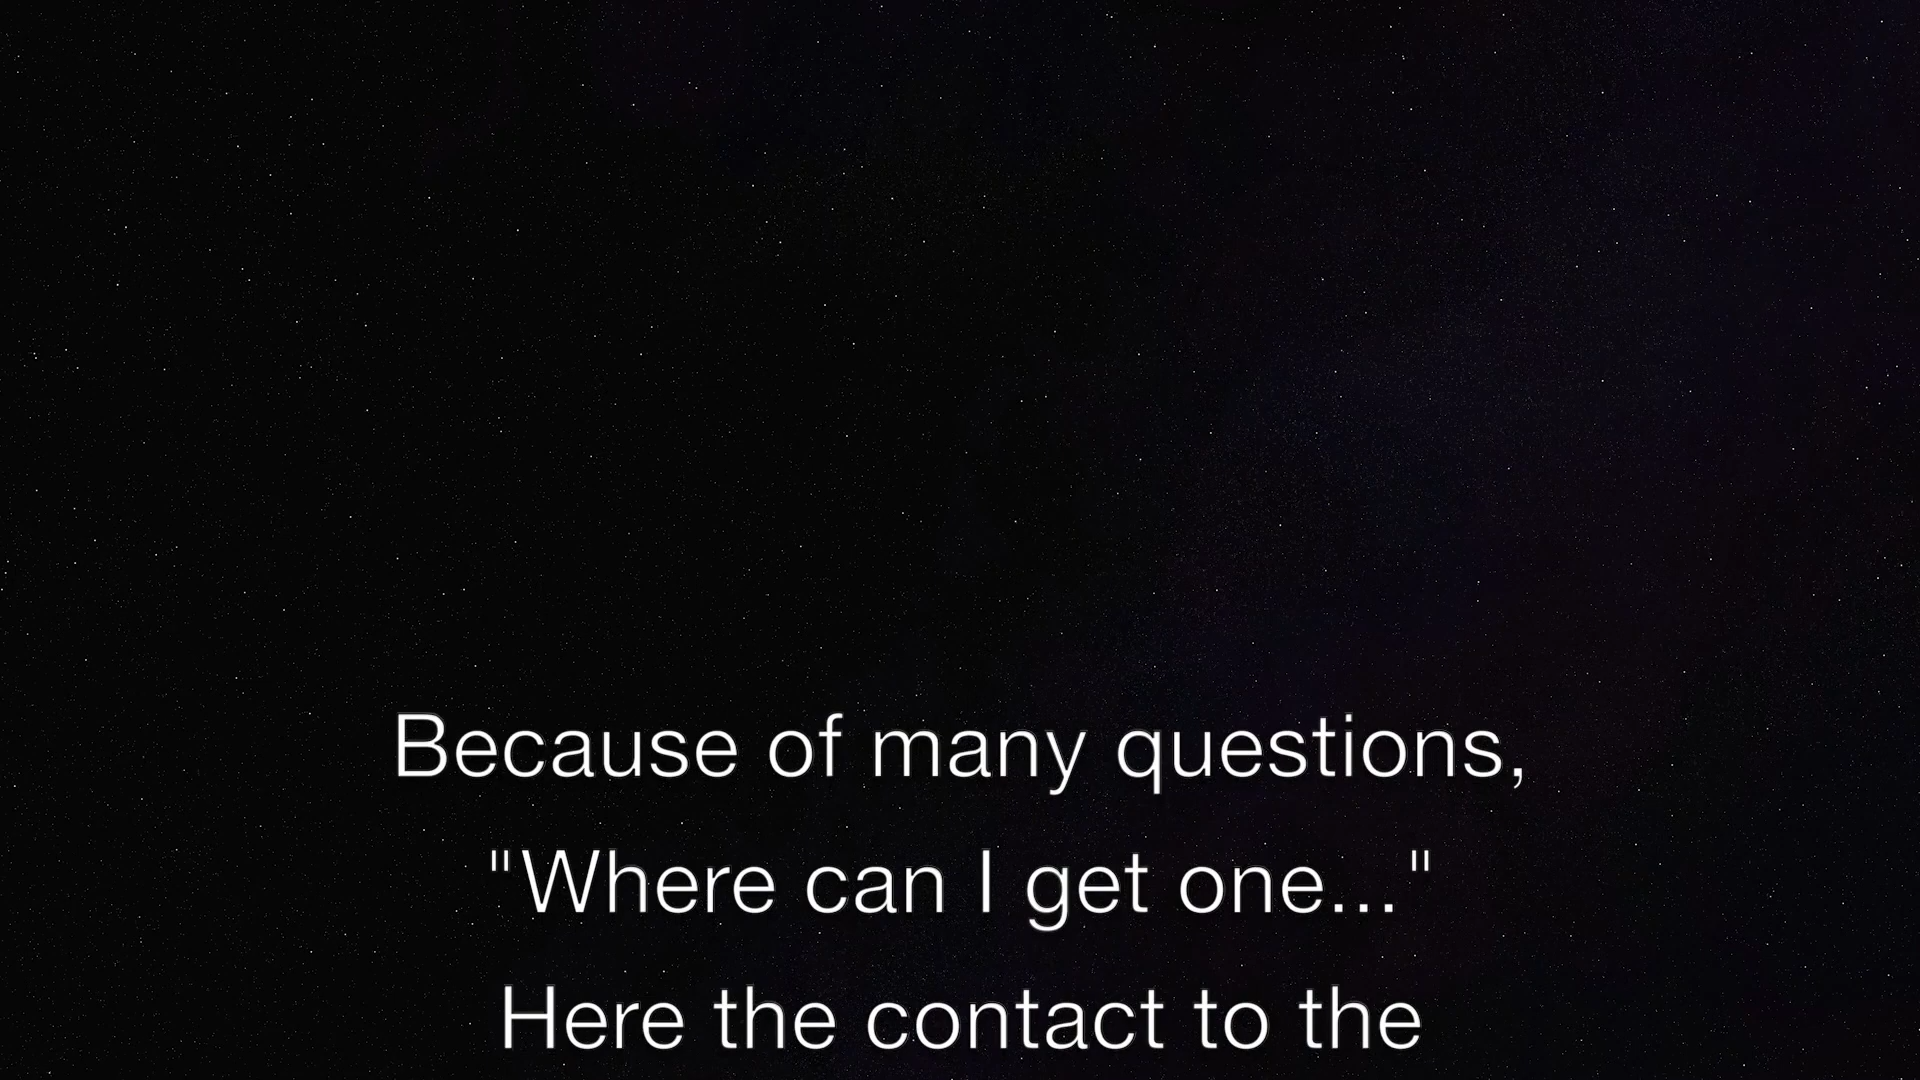 Because of many questions,
"Where can I get one..."
Here the contact to the